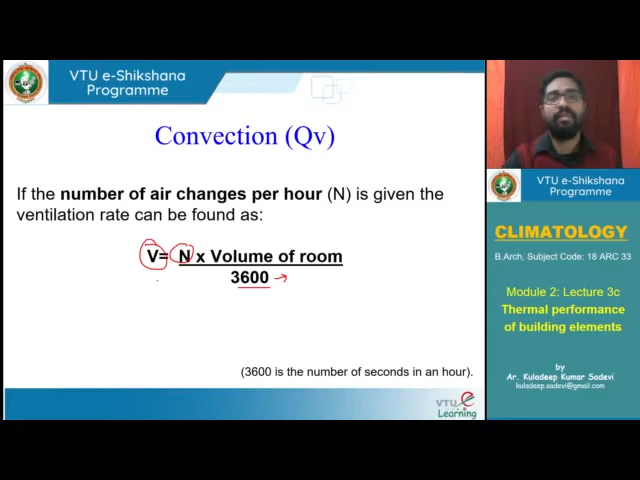 VTU e-Shikshana
Programme
Convection (Qv)
If the number of air changes per hour (N) is given the
ventilation rate can be found as:
V= N x Volume of room
3600 →
(3600 is the number of seconds in an hour).
VTU e
Learning
VTU e-Shikshana
Programme
CLIMATOLOGY
B.Arch, Subject Code: 18 ARC 33
Module 2: Lecture 3c
Thermal performance
of building elements
by
Ar. Kuladeep Kumar Sadevi
kuladeep.sadevi@gmail.com